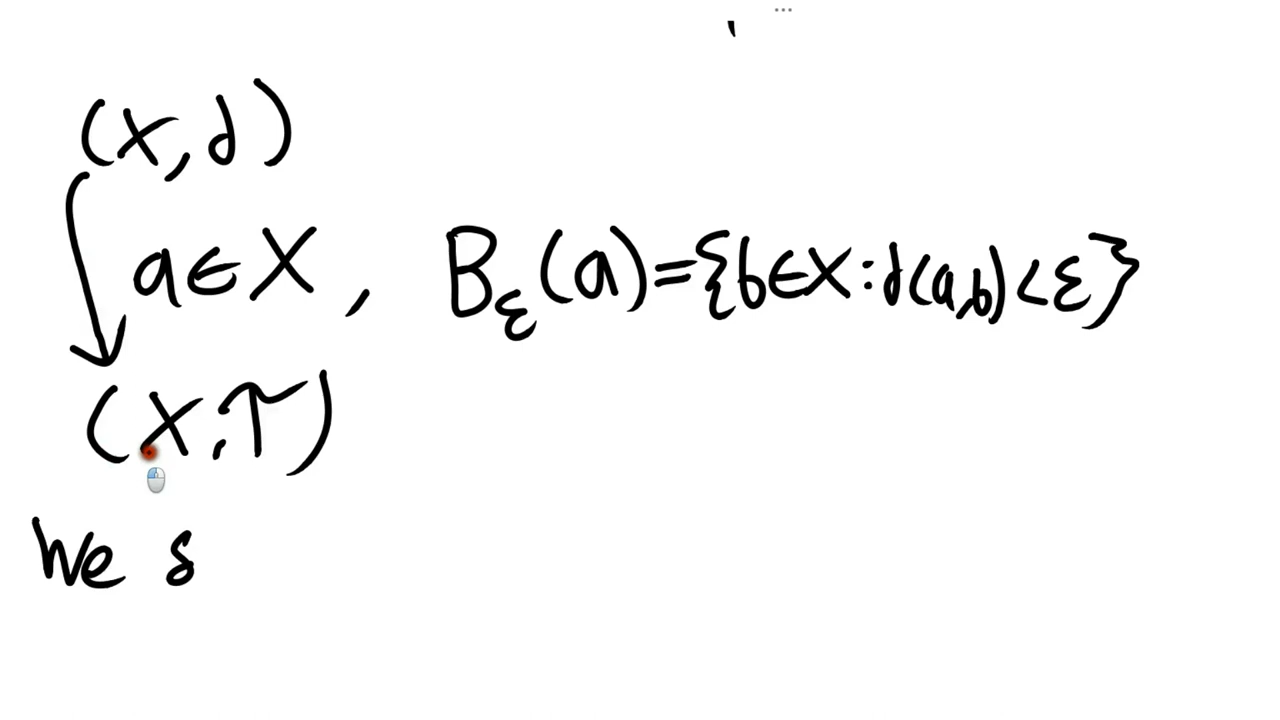 (X,d)
a∈X, B_ε(a)={b∈X:d(a,b)<ε}
(X,τ)
We s